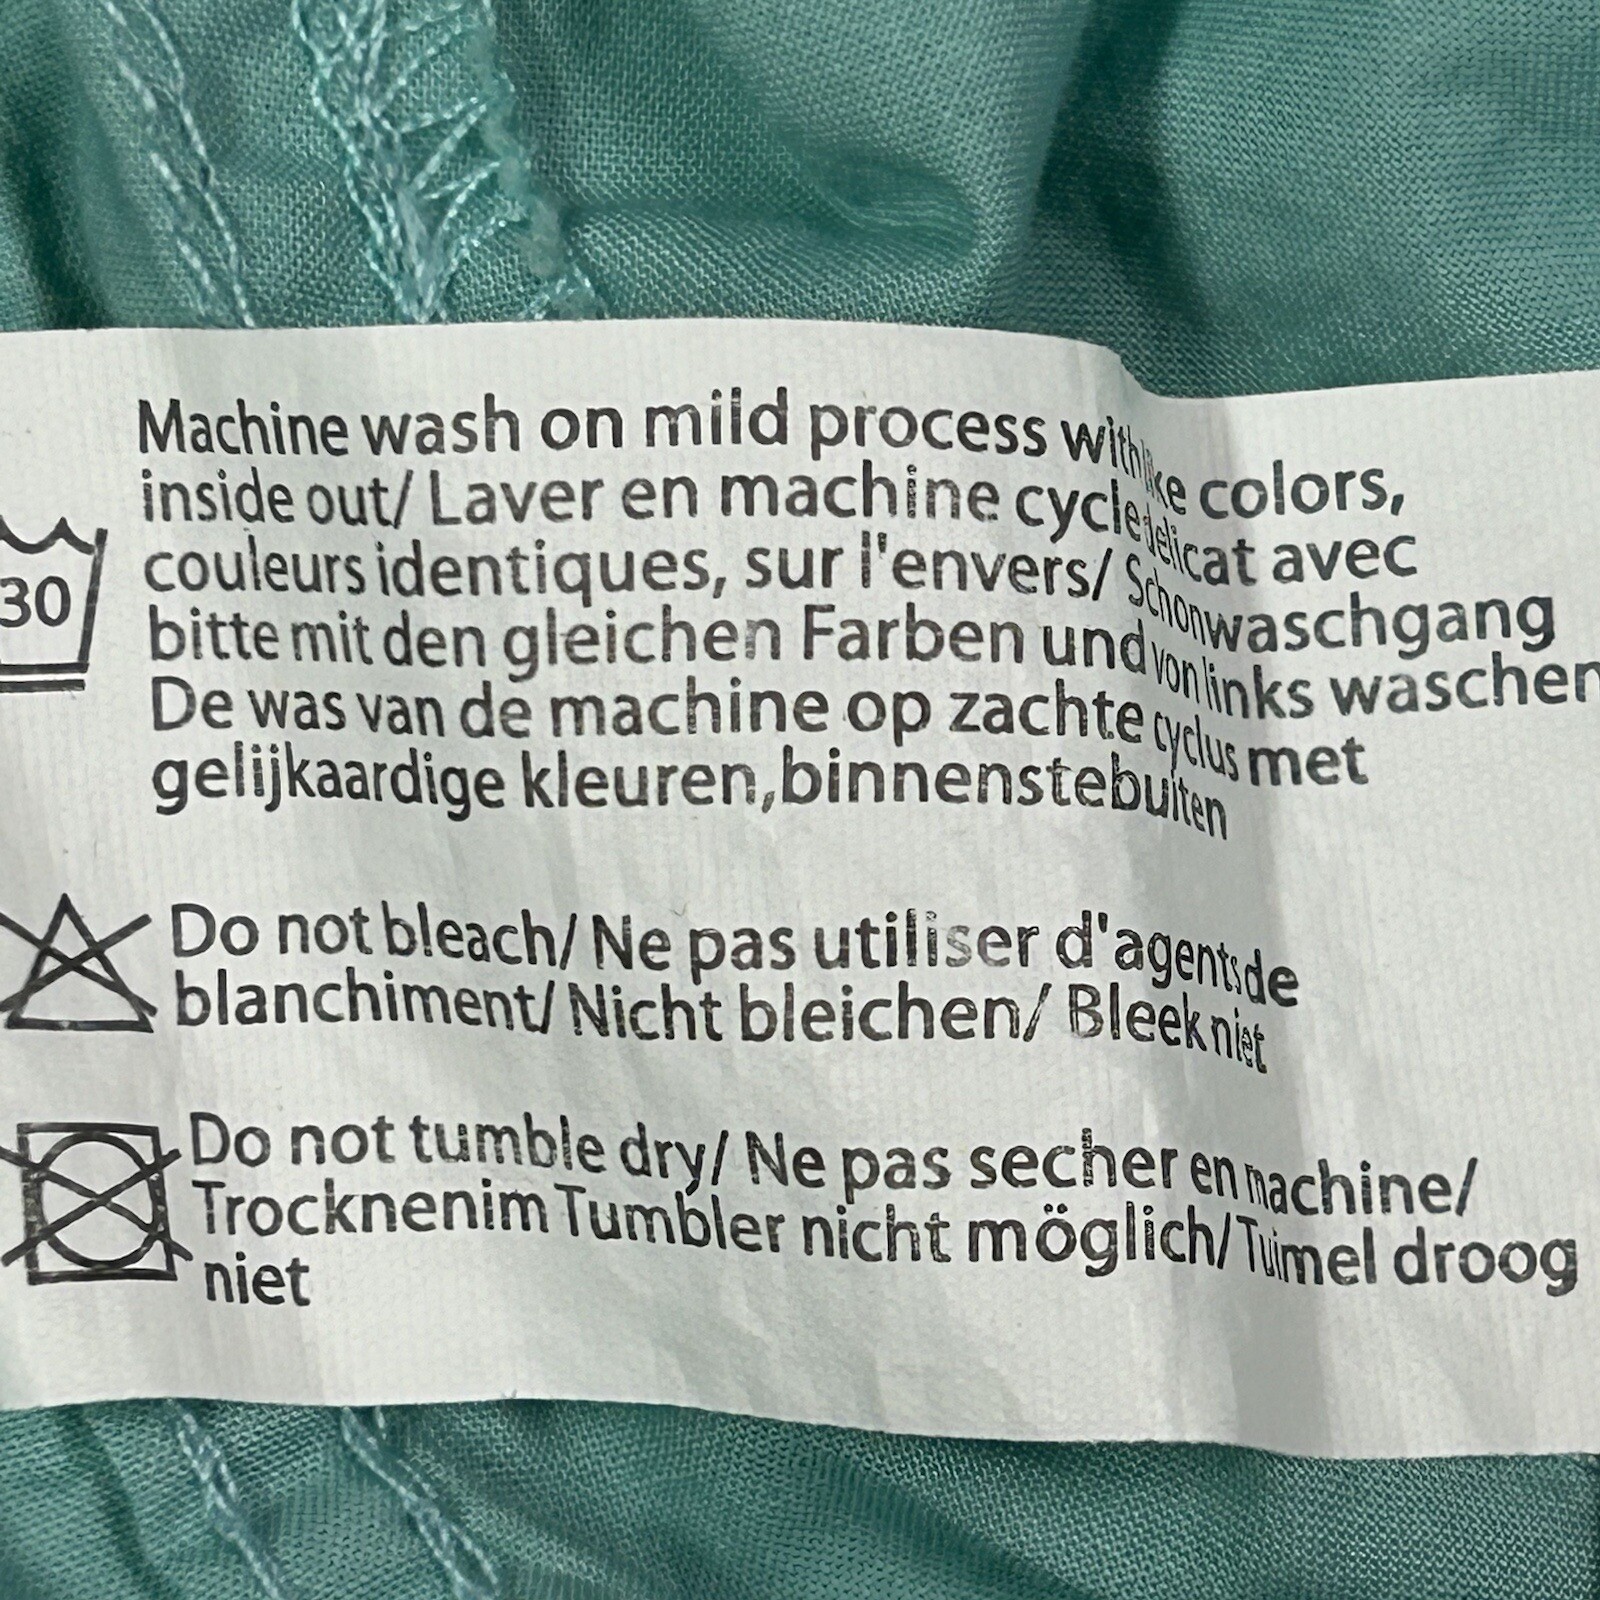 Machine wash on mild process with like colors,
inside out/ Laver en machine cycle delicat avec
couleurs identiques, sur l'envers/ Schonwaschgang
30
bitte mit den gleichen Farben und von links waschen
De was van de machine op zachte cyclus met
gelijkaardige kleuren,binnenstebuiten
Do not bleach/ Ne pas utiliser d'agents de
blanchiment/ Nicht bleichen/ Bleek niet
Do not tumble dry/ Ne pas secher en machine/
Trocknenim Tumbler nicht möglich/ Tuimel droog
niet